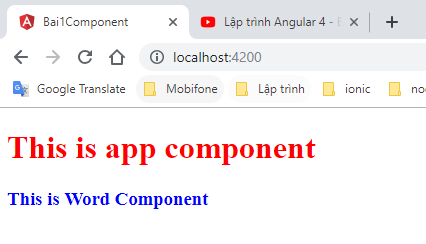 Bai1Component
Lập trình Angular 4 -
localhost:4200
Google Translate Mobifone Lập trình ionic
This is app component
This is Word Component